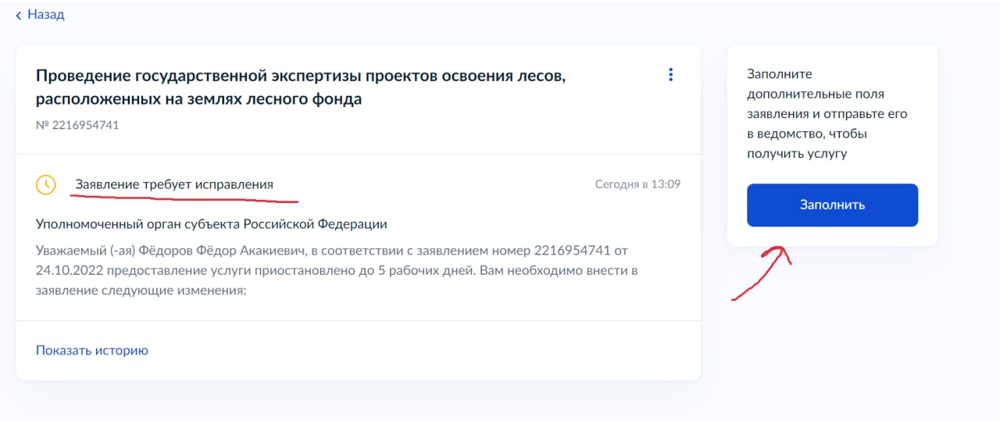 Назад
Проведение государственной экспертизы проектов освоения лесов,
расположенных на землях лесного фонда
№ 2216954741
Заявление требует исправления
Сегодня в 13:09
Уполномоченный орган субъекта Российской Федерации
Уважаемый (-ая) Фёдоров Фёдор Акакиевич, в соответствии с заявлением номер 2216954741 от
24.10.2022 предоставление услуги приостановлено до 5 рабочих дней. Вам необходимо внести в
заявление следующие изменения:
Показать историю
Заполните
дополнительные поля
заявления и отправьте его
в ведомство, чтобы
получить услугу
Заполнить